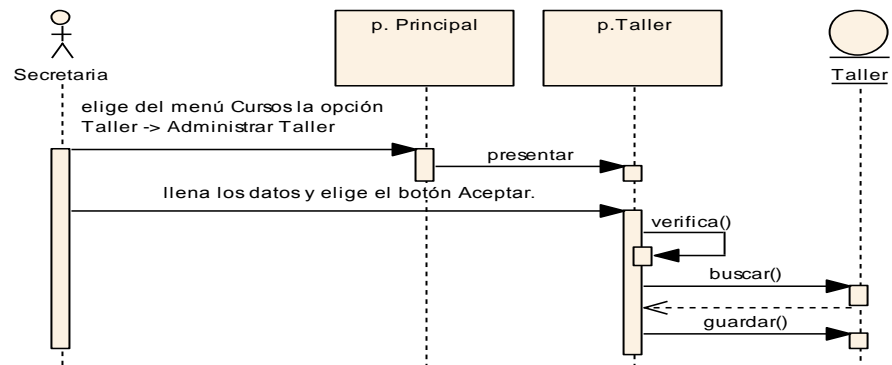 p. Principal
p.Taller
Secretaria
Taller
elige del menú Cursos la opción
Taller -> Administrar Taller
presentar
llena los datos y elige el botón Aceptar.
verifica()
buscar()
guardar()